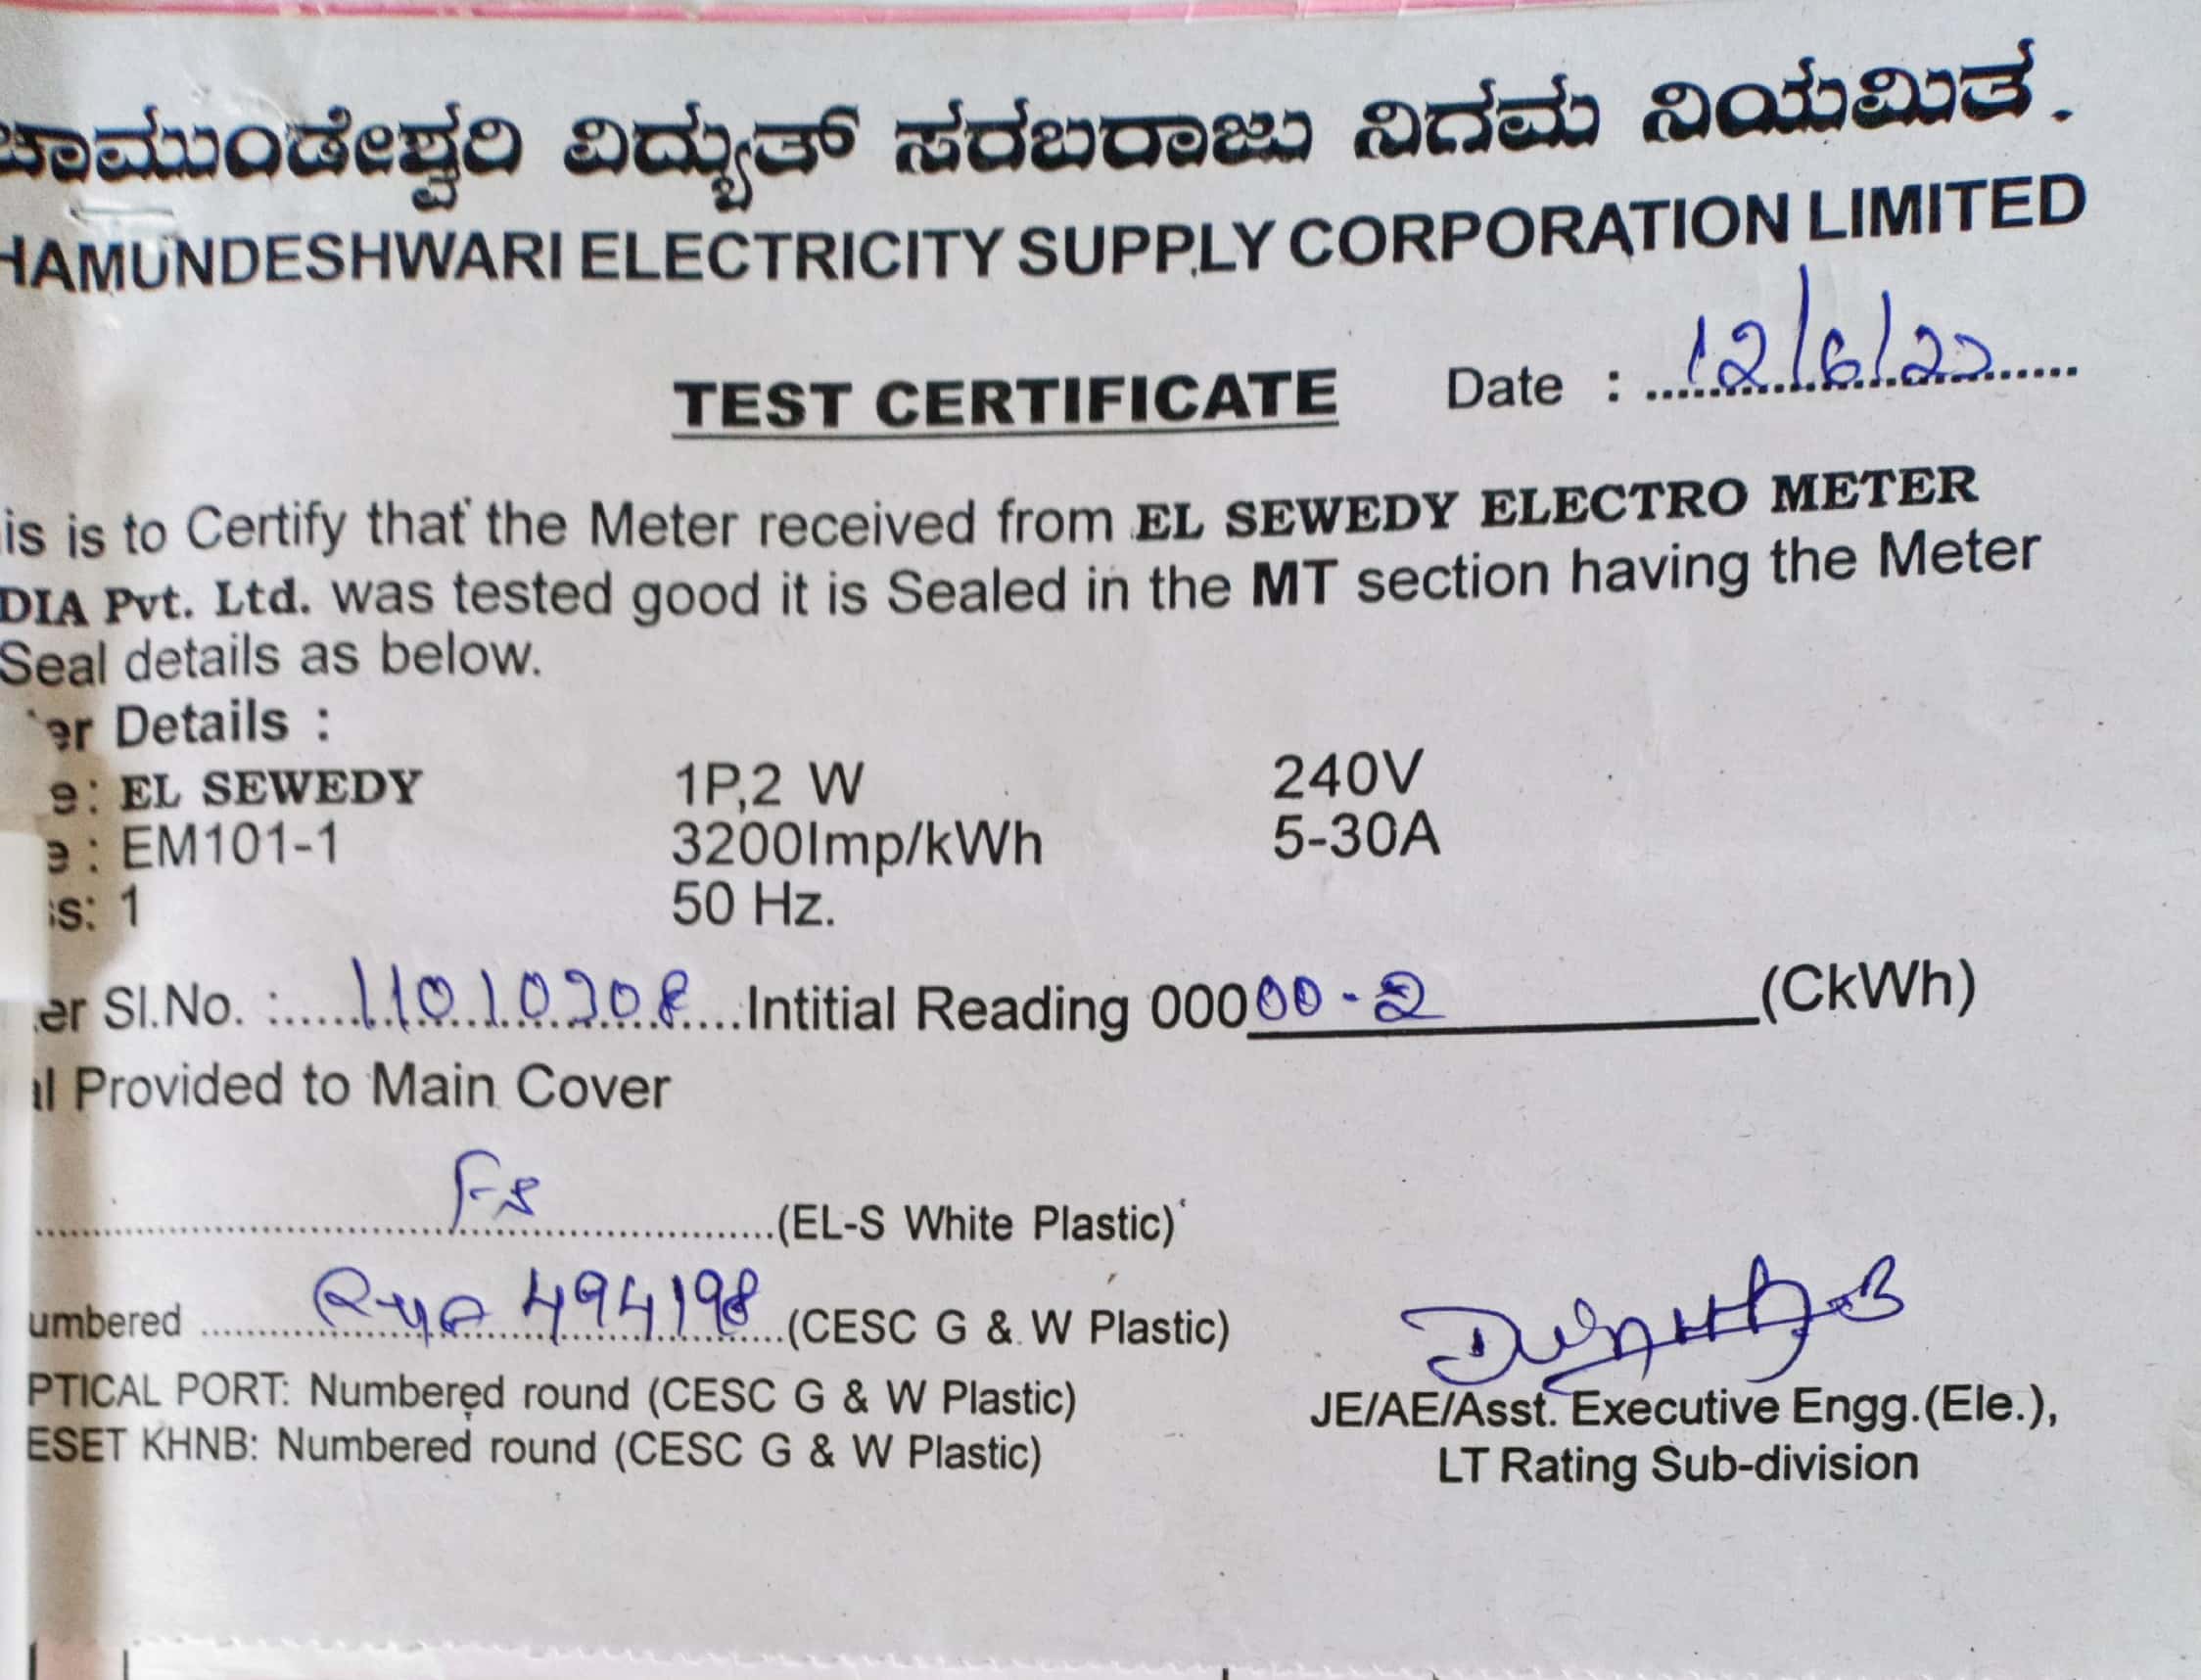 ಚಾಮುಂಡೇಶ್ವರಿ ವಿದ್ಯುತ್ ಸರಬರಾಜು ನಿಗಮ ನಿಯಮಿತ.
HAMUNDESHWARI ELECTRICITY SUPPLY CORPORATION LIMITED
TEST CERTIFICATE Date : 12/6/22
is is to Certify that the Meter received from EL SEWEDY ELECTRO METER
DIA Pvt. Ltd. was tested good it is Sealed in the MT section having the Meter
Seal details as below.
er Details :
e: EL SEWEDY 1P,2 W 240V
e : EM101-1 3200Imp/kWh 5-30A
ss: 1 50 Hz.
er Sl.No. : Intitial Reading 00000-2 (CkWh)
al Provided to Main Cover
(EL-S White Plastic)
umbered 494198 (CESC G & W Plastic)
PTICAL PORT: Numbered round (CESC G & W Plastic)
ESET KHNB: Numbered round (CESC G & W Plastic)
JE/AE/Asst. Executive Engg.(Ele.),
LT Rating Sub-division